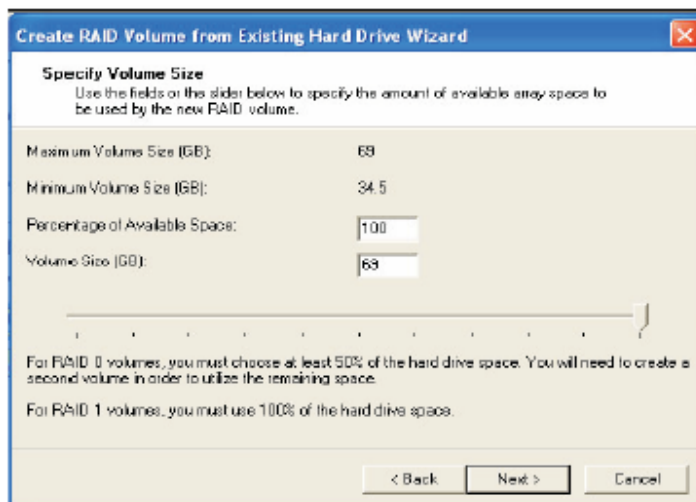 Create RAID Volume from Existing Hard Drive Wizard
Specify Volume Size
Use the fields or the slider below to specify the amount of available array space to
be used by the new RAID volume.
Maximum Volume Size (GB): 69
Minimum Volume Size (GB): 34.5
Percentage of Available Space: 100
Volume Size (GB): 69
For RAID 0 volumes, you must choose at least 50% of the hard drive space. You will need to create a
second volume in order to utilize the remaining space.
For RAID 1 volumes, you must use 100% of the hard drive space.
< Back Next > Cancel